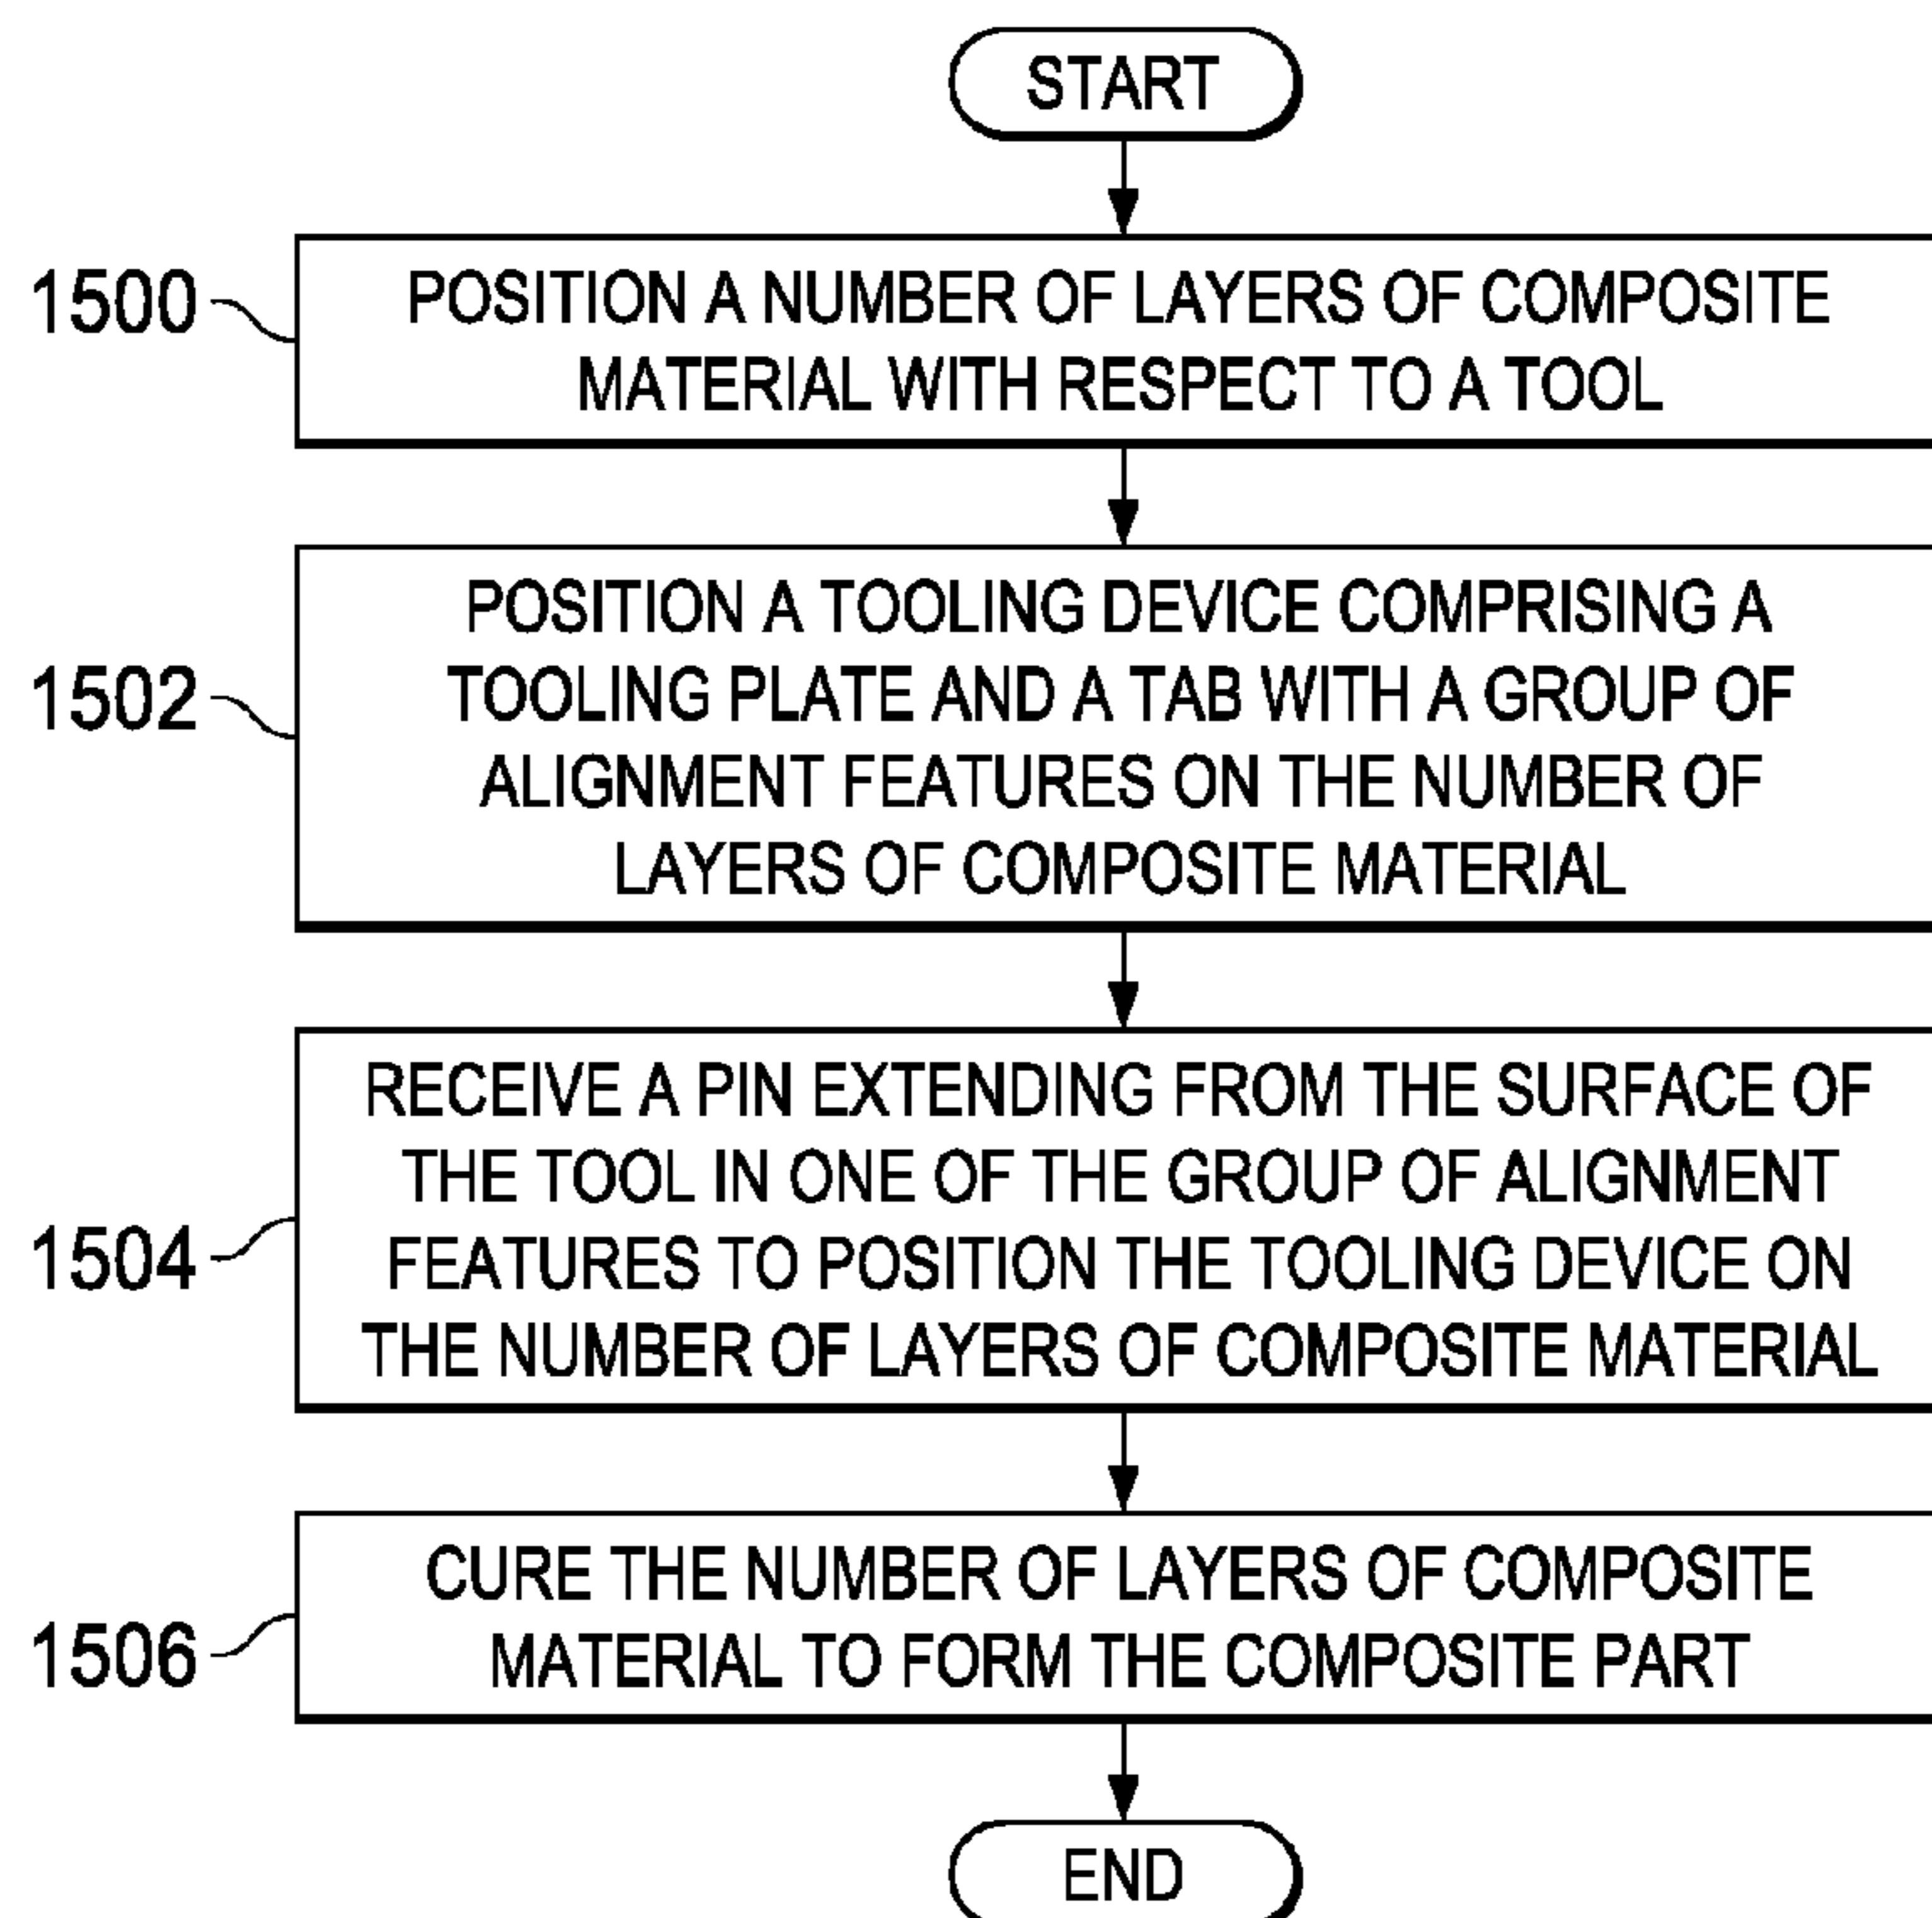 START
1500
POSITION A NUMBER OF LAYERS OF COMPOSITE
MATERIAL WITH RESPECT TO A TOOL
1502
POSITION A TOOLING DEVICE COMPRISING A
TOOLING PLATE AND A TAB WITH A GROUP OF
ALIGNMENT FEATURES ON THE NUMBER OF
LAYERS OF COMPOSITE MATERIAL
1504
RECEIVE A PIN EXTENDING FROM THE SURFACE OF
THE TOOL IN ONE OF THE GROUP OF ALIGNMENT
FEATURES TO POSITION THE TOOLING DEVICE ON
THE NUMBER OF LAYERS OF COMPOSITE MATERIAL
1506
CURE THE NUMBER OF LAYERS OF COMPOSITE
MATERIAL TO FORM THE COMPOSITE PART
END